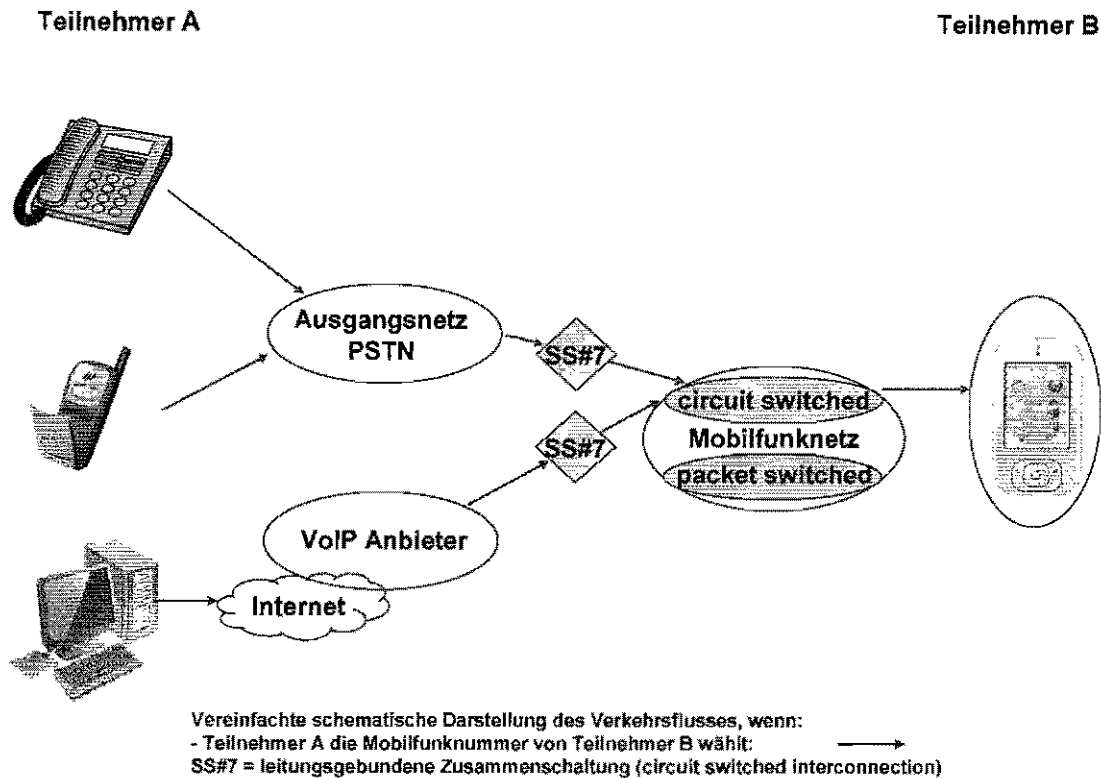 Teilnehmer A
Teilnehmer B
Ausgangsnetz
PSTN
SS#7
circuit switched
SS#7
Mobilfunknetz
packet switched
VoIP Anbieter
Internet
Vereinfachte schematische Darstellung des Verkehrsflusses, wenn:
- Teilnehmer A die Mobilfunknummer von Teilnehmer B wählt:
SS#7 = leitungsgebundene Zusammenschaltung (circuit switched interconnection)